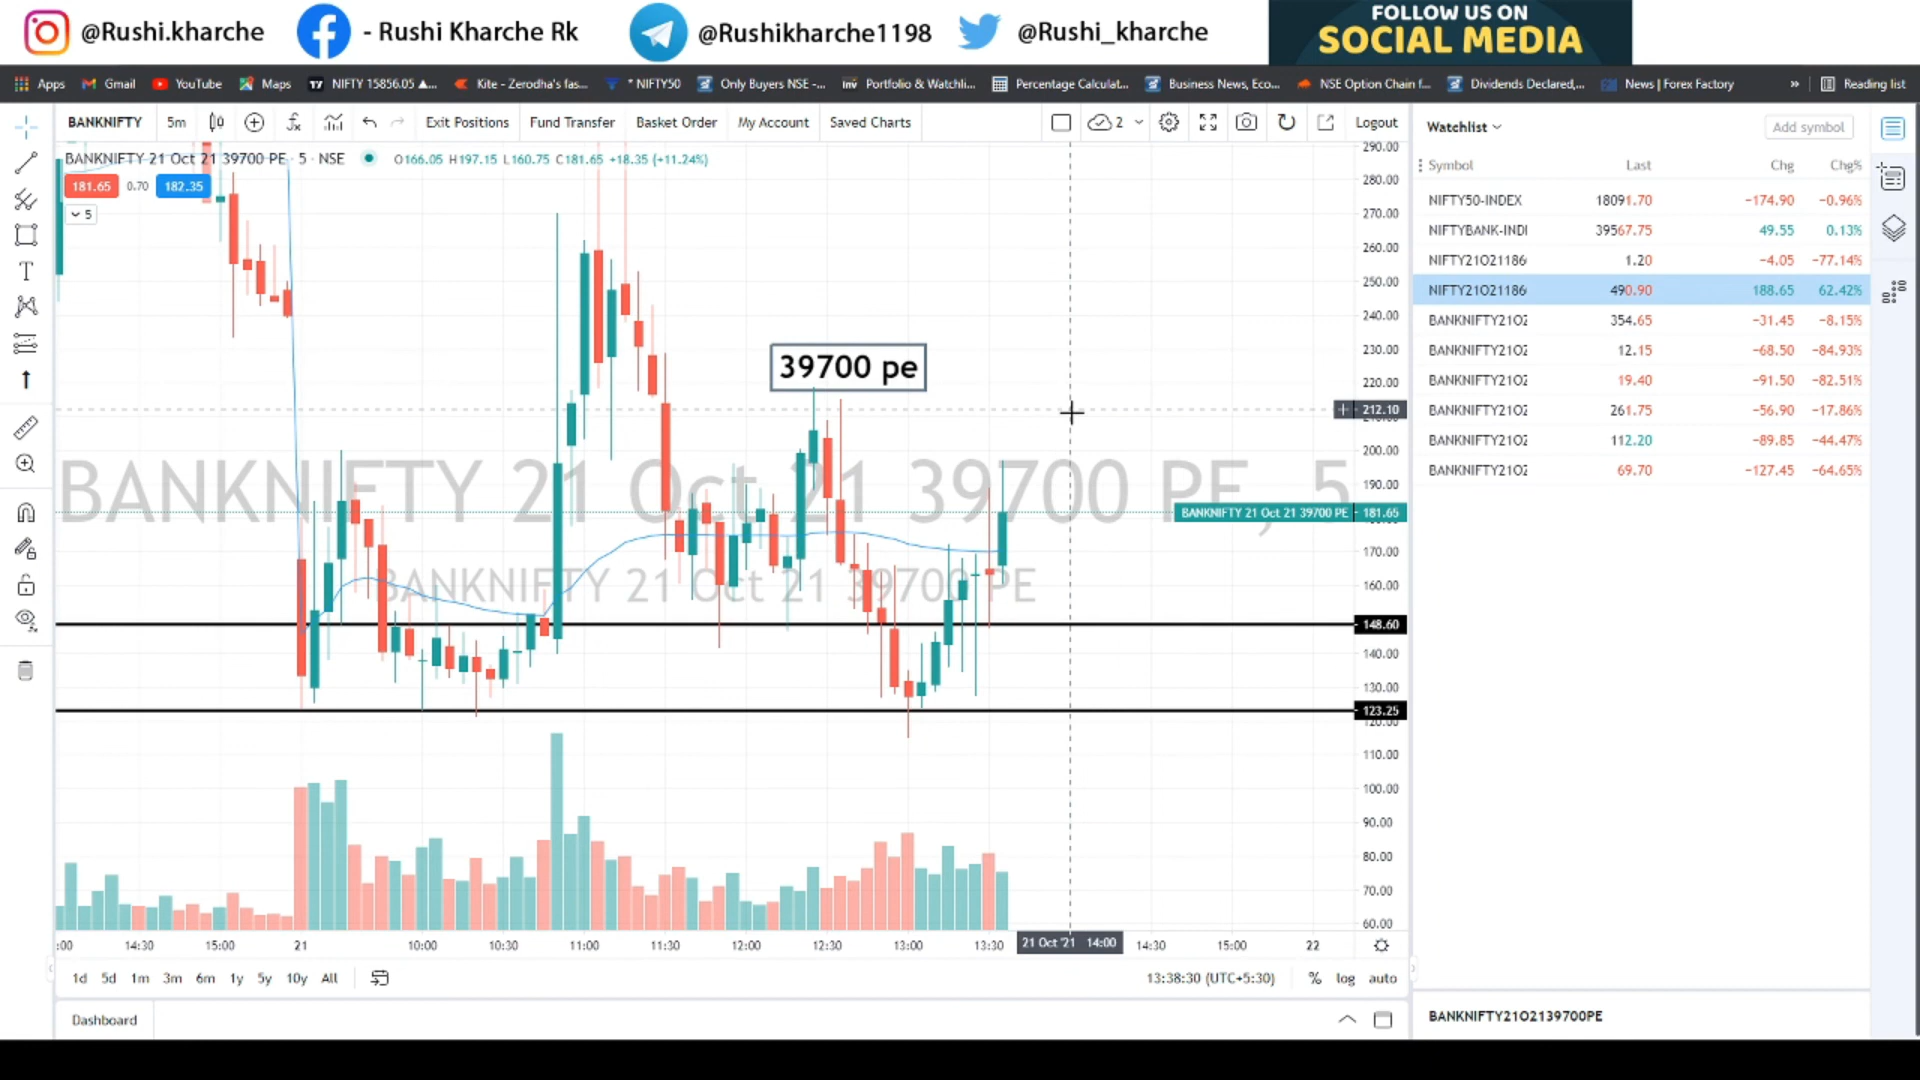 @Rushi.kharche - Rushi Kharche Rk @Rushikharche1198 @Rushi_kharche FOLLOW US ON
SOCIAL MEDIA
Apps Gmail YouTube Maps NIFTY 15856.05 ▲... Kite - Zerodha's fas... * NIFTY50 Only Buyers NSE -... Portfolio & Watchli... Percentage Calculat... Business News, Eco... NSE Option Chain f... Dividends Declared,... News | Forex Factory » Reading list
BANKNIFTY 5m Exit Positions Fund Transfer Basket Order My Account Saved Charts 2 Logout
BANKNIFTY 21 Oct 21 39700 PE · 5 · NSE O166.05 H197.15 L160.75 C181.65 +18.35 (+11.24%)
181.65 0.70 182.35
5
39700 pe
BANKNIFTY 21 Oct 21 39700 PE, 5
BANKNIFTY 21 Oct 21 39700 PE
BANKNIFTY 21 Oct 21 39700 PE 181.65
290.00
280.00
270.00
260.00
250.00
240.00
230.00
220.00
212.10
200.00
190.00
170.00
160.00
148.60
140.00
130.00
123.25
120.00
110.00
100.00
90.00
80.00
70.00
60.00
:00 14:30 15:00 21 10:00 10:30 11:00 11:30 12:00 12:30 13:00 13:30 21 Oct '21 14:00 14:30 15:00 22
1d 5d 1m 3m 6m 1y 5y 10y All 13:38:30 (UTC+5:30) % log auto
Dashboard
Watchlist Add symbol
Symbol Last Chg Chg%
NIFTY50-INDEX 18091.70 −174.90 −0.96%
NIFTYBANK-INDI 39567.75 49.55 0.13%
NIFTY21O21186 1.20 −4.05 −77.14%
NIFTY21O21186 490.90 188.65 62.42%
BANKNIFTY21O2 354.65 −31.45 −8.15%
BANKNIFTY21O2 12.15 −68.50 −84.93%
BANKNIFTY21O2 19.40 −91.50 −82.51%
BANKNIFTY21O2 261.75 −56.90 −17.86%
BANKNIFTY21O2 112.20 −89.85 −44.47%
BANKNIFTY21O2 69.70 −127.45 −64.65%
BANKNIFTY21O2139700PE